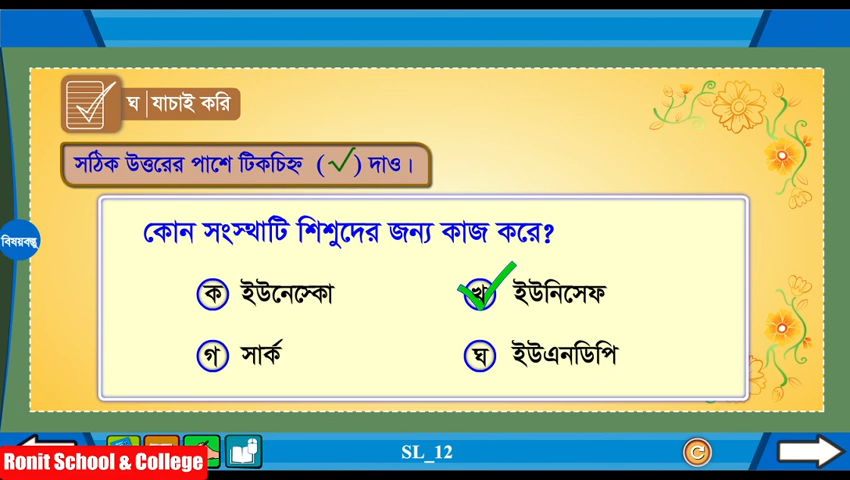 ঘ | যাচাই করি
সঠিক উত্তরের পাশে টিকচিহ্ন (✓) দাও।
কোন সংস্থাটি শিশুদের জন্য কাজ করে?
ক ইউনেস্কো খ ইউনিসেফ
গ সার্ক ঘ ইউএনডিপি
বিষয়বস্তু
Ronit School & College
SL_12